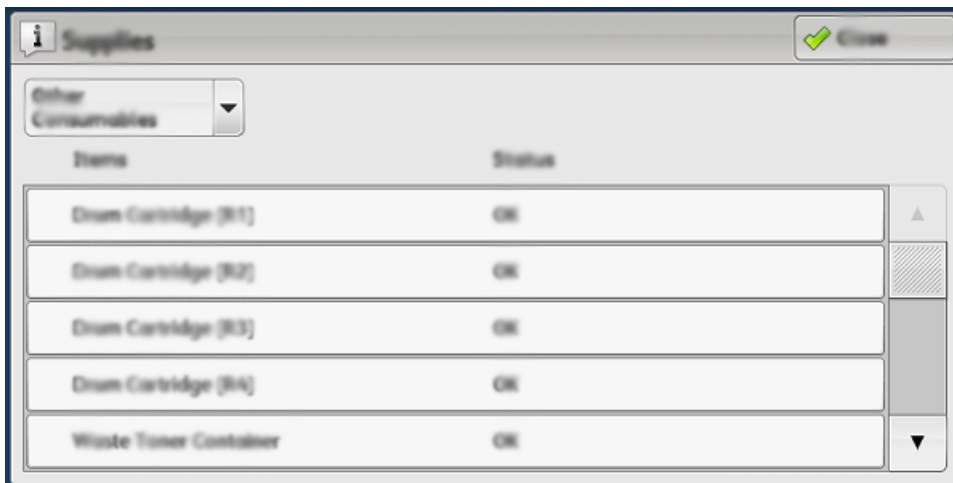 Supplies
Close
Other
Consumables
Items Status
Drum Cartridge [R1] OK
Drum Cartridge [R2] OK
Drum Cartridge [R3] OK
Drum Cartridge [R4] OK
Waste Toner Container OK